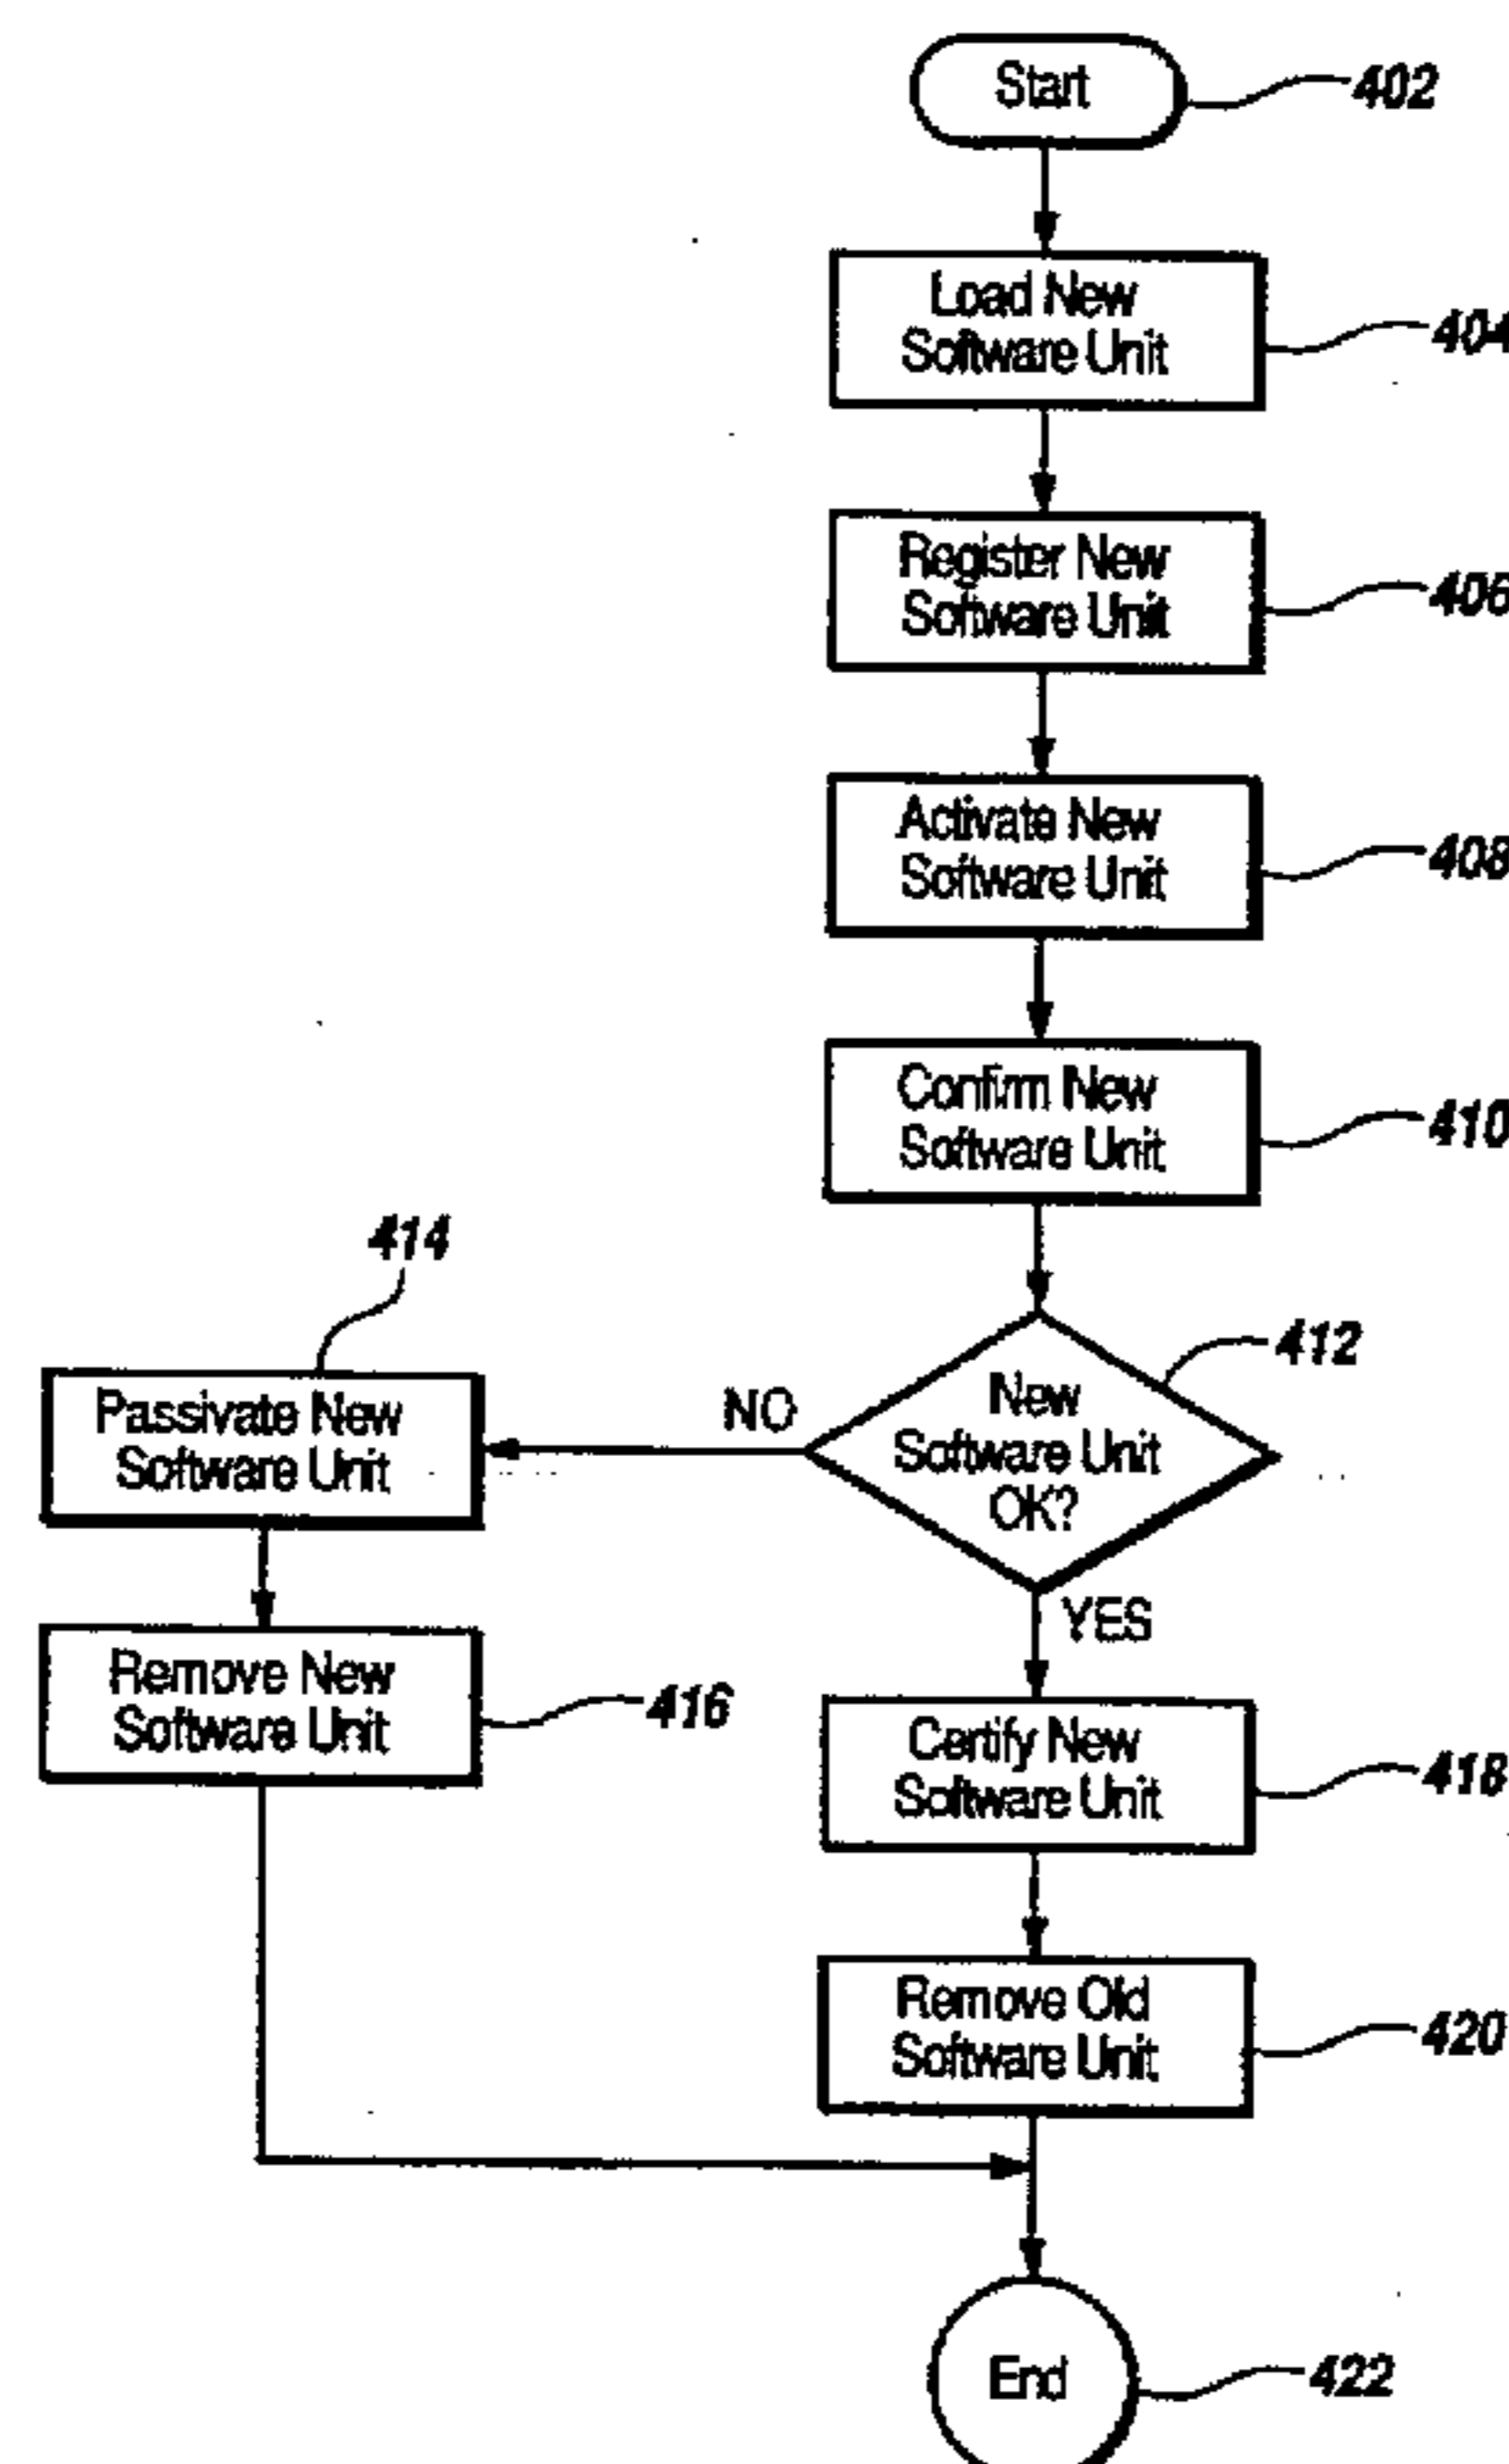 Start
402
Load New
Software Unit
404
Register New
Software Unit
406
Activate New
Software Unit
408
Confirm New
Software Unit
410
414
412
New
Software Unit
OK?
NO
Passivate New
Software Unit
YES
Remove New
Software Unit
416
Certify New
Software Unit
418
Remove Old
Software Unit
420
End
422